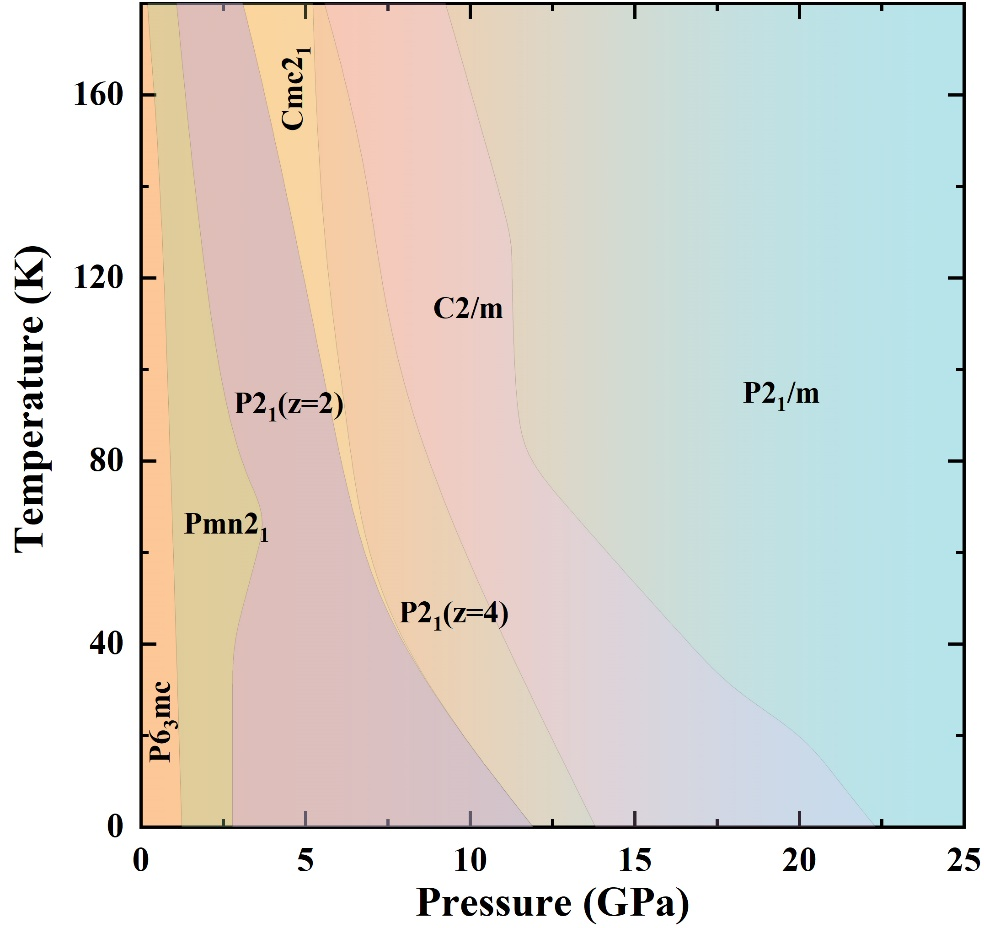 Cmc2₁
160
120
C2/m
P2₁/m
P2₁(z=2)
80
Pmn2₁
P2₁(z=4)
40
P6₃mc
0
0 5 10 15 20 25
Pressure (GPa)
Temperature (K)